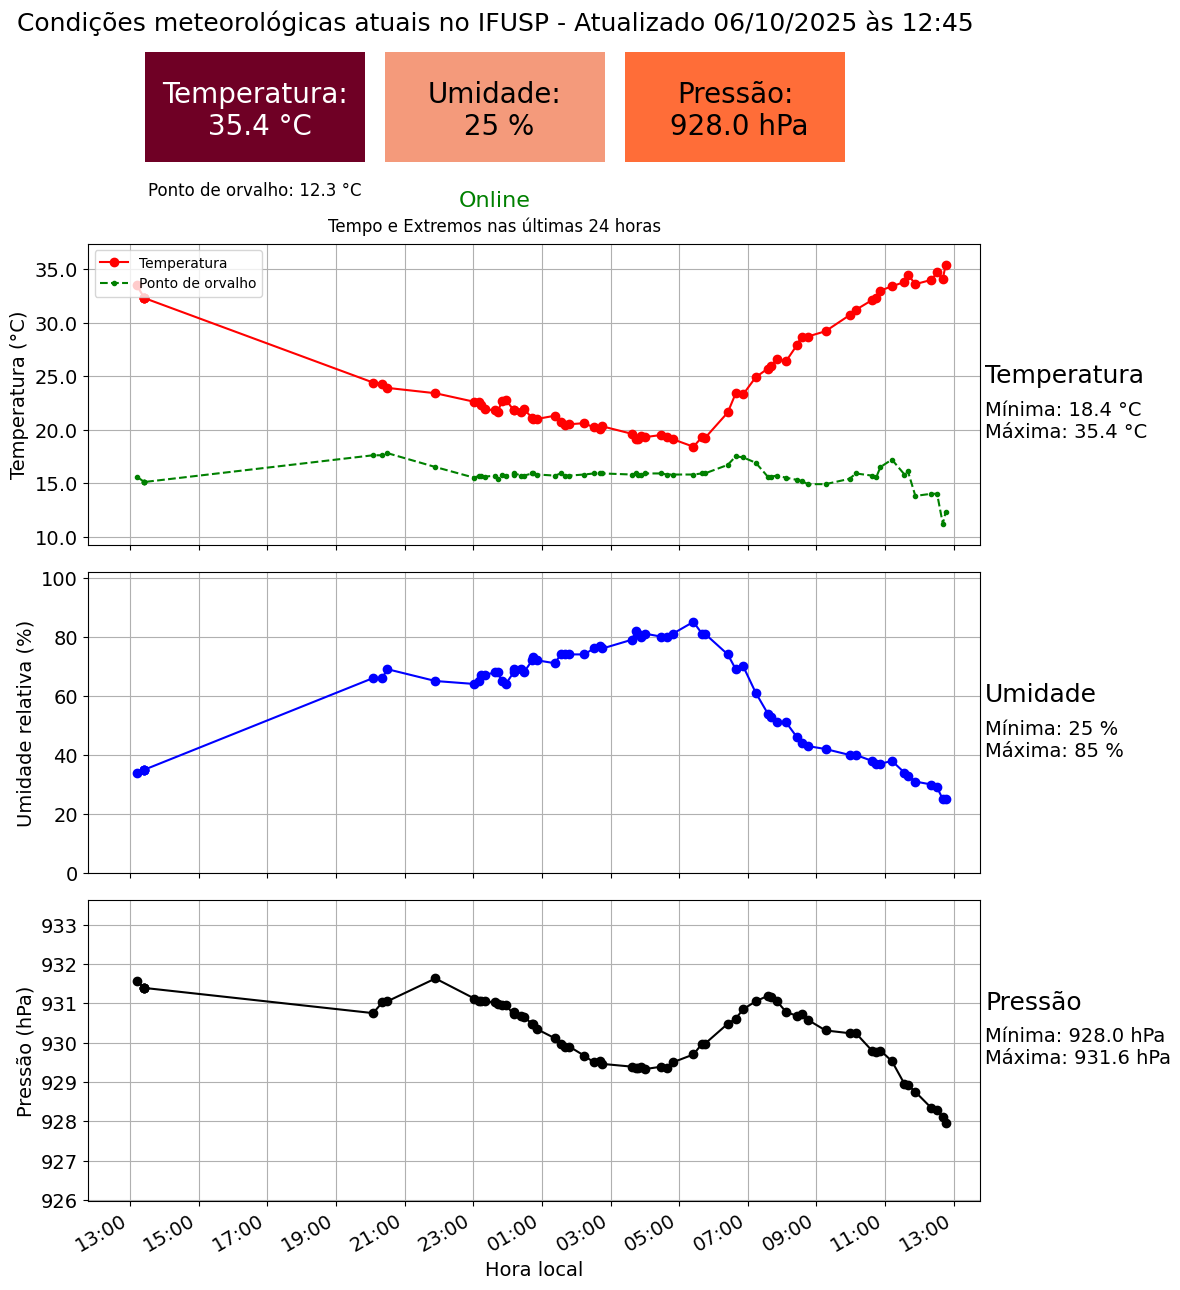 Condições meteorológicas atuais no IFUSP - Atualizado 06/10/2025 às 12:45
Temperatura:
35.4 °C
Umidade:
25 %
Pressão:
928.0 hPa
Ponto de orvalho: 12.3 °C
Online
Tempo e Extremos nas últimas 24 horas
Temperatura
Ponto de orvalho
35.0
30.0
25.0
20.0
15.0
10.0
Temperatura (°C)
Temperatura
Mínima: 18.4 °C
Máxima: 35.4 °C
100
80
60
40
20
0
Umidade relativa (%)
Umidade
Mínima: 25 %
Máxima: 85 %
933
932
931
930
929
928
927
926
Pressão (hPa)
Pressão
Mínima: 928.0 hPa
Máxima: 931.6 hPa
13:00 15:00 17:00 19:00 21:00 23:00 01:00 03:00 05:00 07:00 09:00 11:00 13:00
Hora local